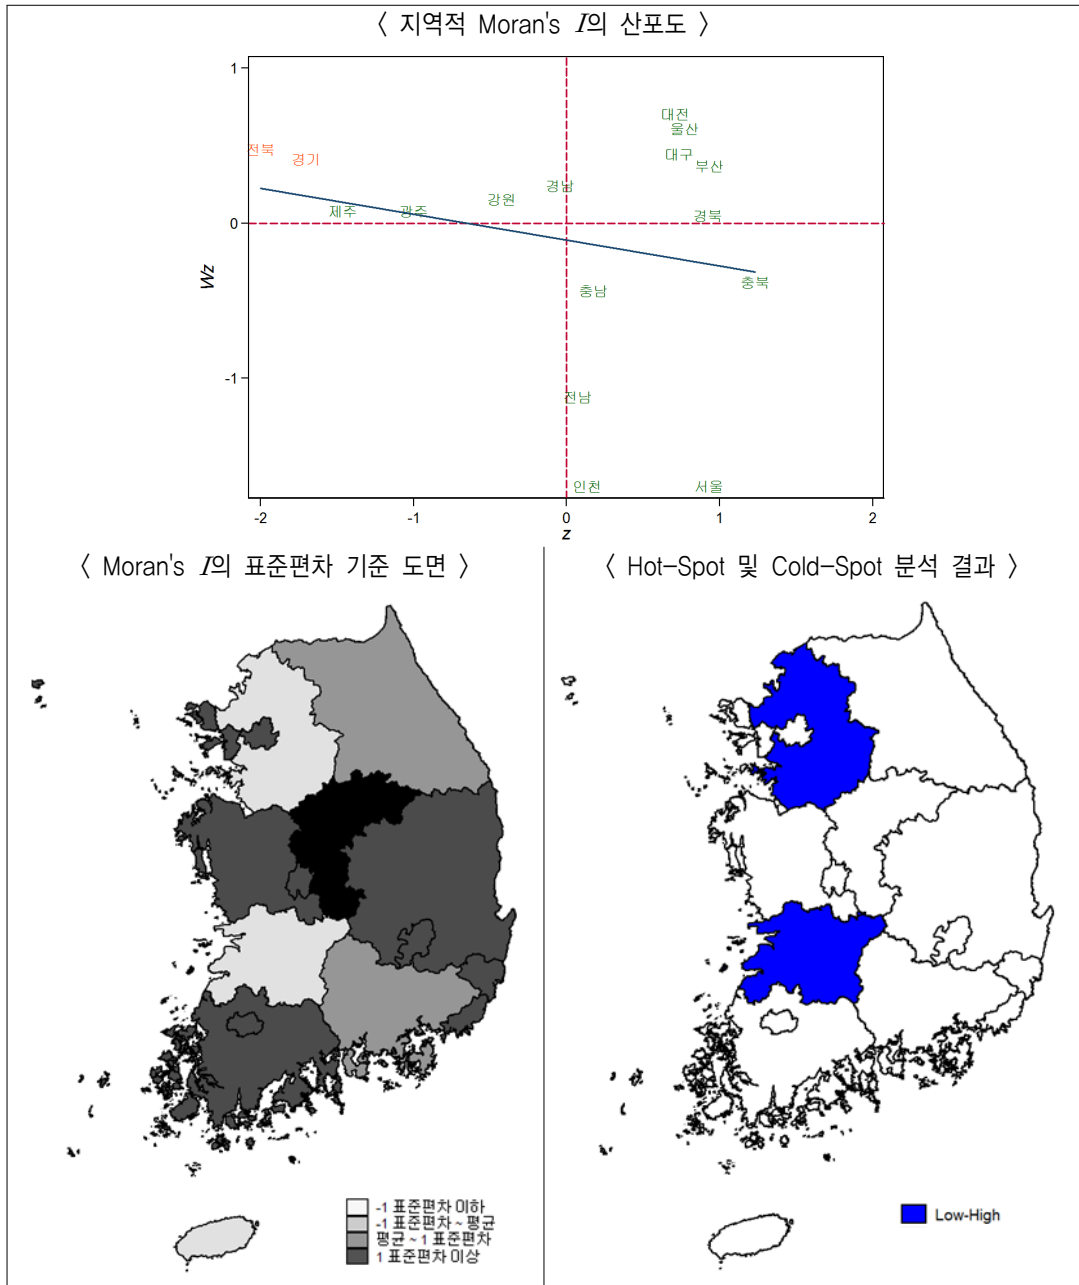 〈 지역적 Moran's I의 산포도 〉
1
대전
울산
전북
경기
대구
부산
경남
강원
제주
광주
경북
0
Wz
충북
충남
-1
전남
인천
서울
-2
-1
0
1
2
z
〈 Moran's I의 표준편차 기준 도면 〉
〈 Hot-Spot 및 Cold-Spot 분석 결과 〉
-1 표준편차 이하
-1 표준편차 ~ 평균
평균 ~ 1 표준편차
1 표준편차 이상
Low-High